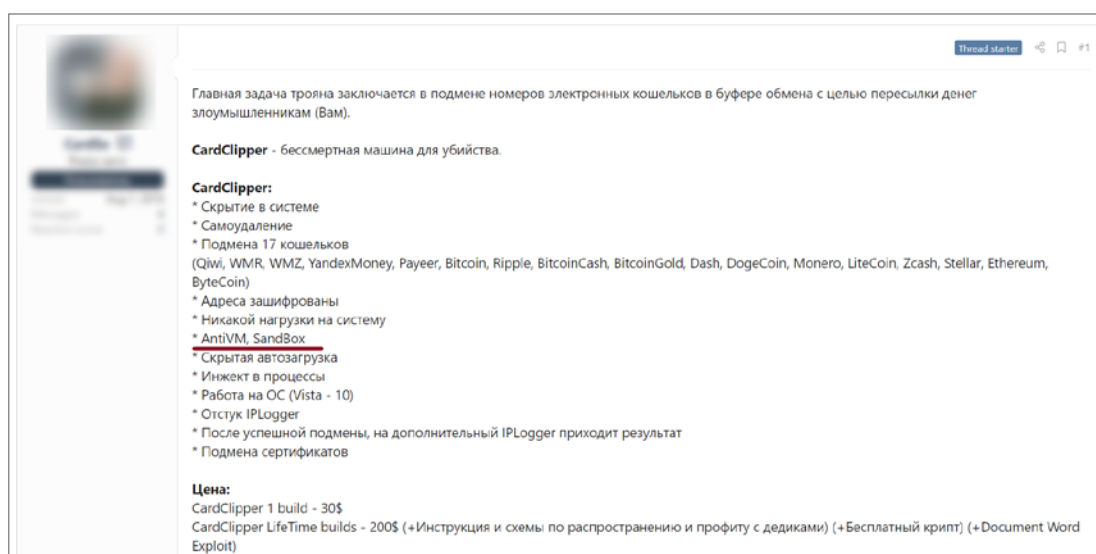 Thread starter #1
Главная задача трояна заключается в подмене номеров электронных кошельков в буфере обмена с целью пересылки денег
злоумышленникам (Вам).
CardClipper - бессмертная машина для убийства.
CardClipper:
* Скрытие в системе
* Самоудаление
* Подмена 17 кошельков
(Qiwi, WMR, WMZ, YandexMoney, Payeer, Bitcoin, Ripple, BitcoinCash, BitcoinGold, Dash, DogeCoin, Monero, LiteCoin, Zcash, Stellar, Ethereum,
ByteCoin)
* Адреса зашифрованы
* Никакой нагрузки на систему
* AntiVM, SandBox
* Скрытая автозагрузка
* Инжект в процессы
* Работа на ОС (Vista - 10)
* Отстук IPLogger
* После успешной подмены, на дополнительный IPLogger приходит результат
* Подмена сертификатов
Цена:
CardClipper 1 build - 30$
CardClipper LifeTime builds - 200$ (+Инструкция и схемы по распространению и профиту с дедиками) (+Бесплатный крипт) (+Document Word
Exploit)